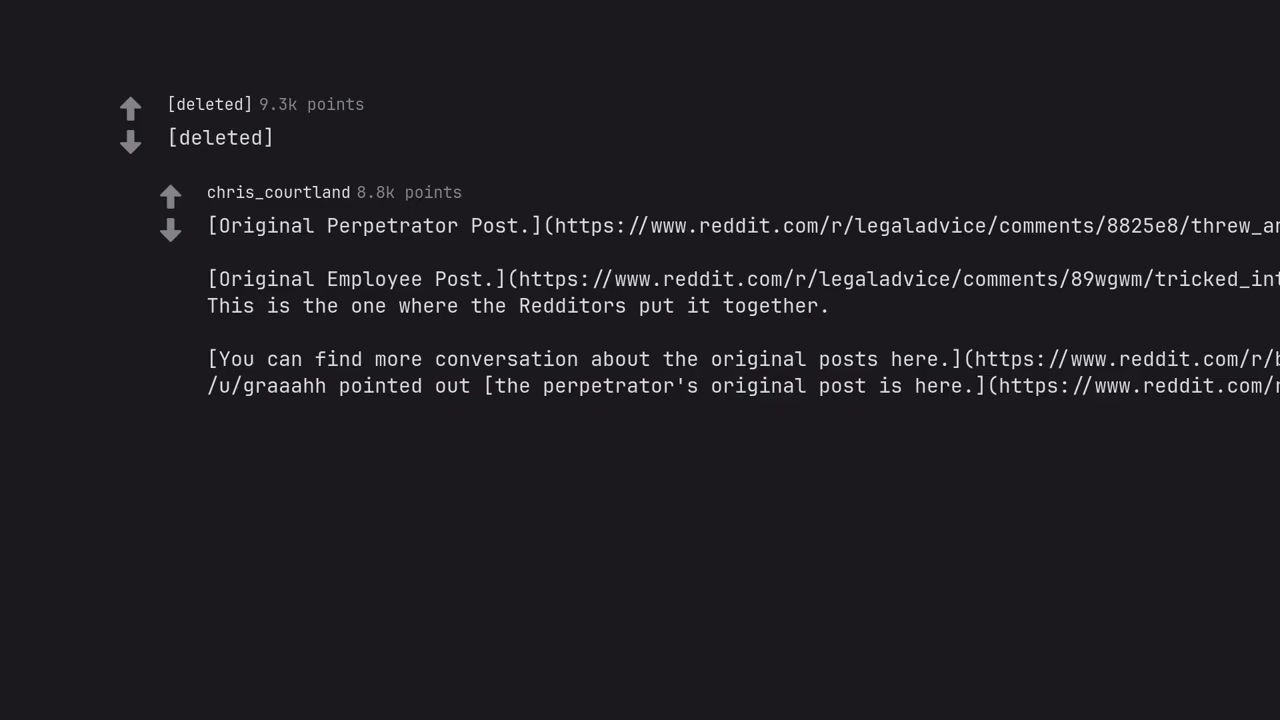 [deleted] 9.3k points
[deleted]
chris_courtland 8.8k points
[Original Perpetrator Post.](https://www.reddit.com/r/legaladvice/comments/8825e8/threw_an
[Original Employee Post.](https://www.reddit.com/r/legaladvice/comments/89wgwm/tricked_int
This is the one where the Redditors put it together.
[You can find more conversation about the original posts here.](https://www.reddit.com/r/b
/u/graaahh pointed out [the perpetrator's original post is here.](https://www.reddit.com/r